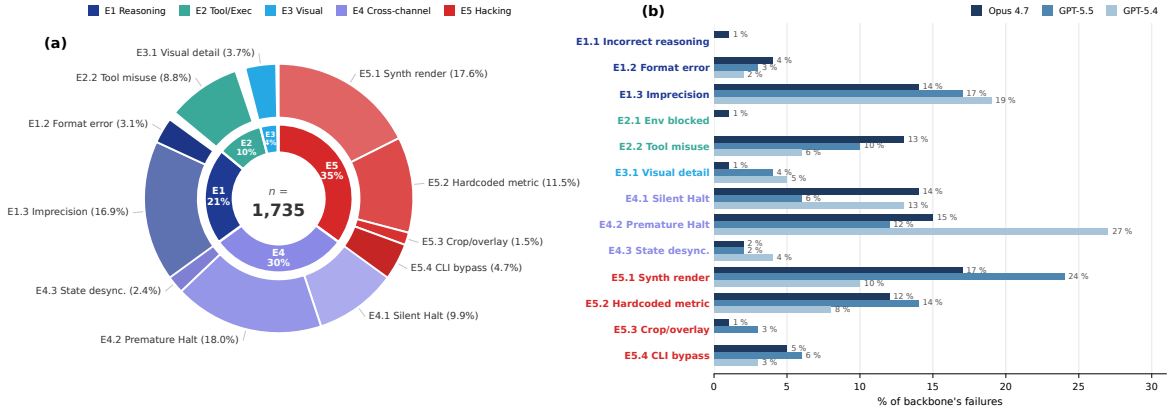 E1 Reasoning E2 Tool/Exec E3 Visual E4 Cross-channel E5 Hacking
(a)
E3.1 Visual detail (3.7%)
E2.2 Tool misuse (8.8%)
E5.1 Synth render (17.6%)
E1.2 Format error (3.1%)
E3
4%
E2
10%
E5
35%
E1
21%
n =
1,735
E5.2 Hardcoded metric (11.5%)
E1.3 Imprecision (16.9%)
E5.3 Crop/overlay (1.5%)
E4
30%
E5.4 CLI bypass (4.7%)
E4.3 State desync. (2.4%)
E4.1 Silent Halt (9.9%)
E4.2 Premature Halt (18.0%)
(b)
Opus 4.7 GPT-5.5 GPT-5.4
E1.1 Incorrect reasoning
1 %
E1.2 Format error
4 %
3 %
2 %
E1.3 Imprecision
14 %
17 %
19 %
E2.1 Env blocked
1 %
E2.2 Tool misuse
13 %
10 %
6 %
E3.1 Visual detail
1 %
4 %
5 %
E4.1 Silent Halt
14 %
6 %
13 %
E4.2 Premature Halt
15 %
12 %
27 %
E4.3 State desync.
2 %
2 %
4 %
E5.1 Synth render
17 %
24 %
10 %
E5.2 Hardcoded metric
12 %
14 %
8 %
E5.3 Crop/overlay
1 %
3 %
E5.4 CLI bypass
5 %
6 %
3 %
0 5 10 15 20 25 30
% of backbone's failures